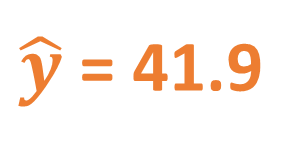 ŷ = 41.9